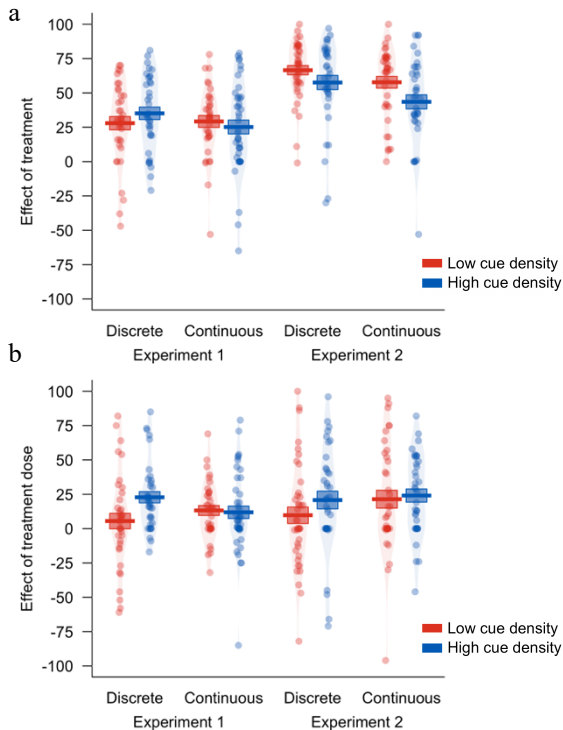 a
100
75
50
25
0
-25
-50
-75
-100
Effect of treatment
Low cue density
High cue density
Discrete Continuous Discrete Continuous
Experiment 1 Experiment 2
b
100
75
50
25
0
-25
-50
-75
-100
Effect of treatment dose
Low cue density
High cue density
Discrete Continuous Discrete Continuous
Experiment 1 Experiment 2